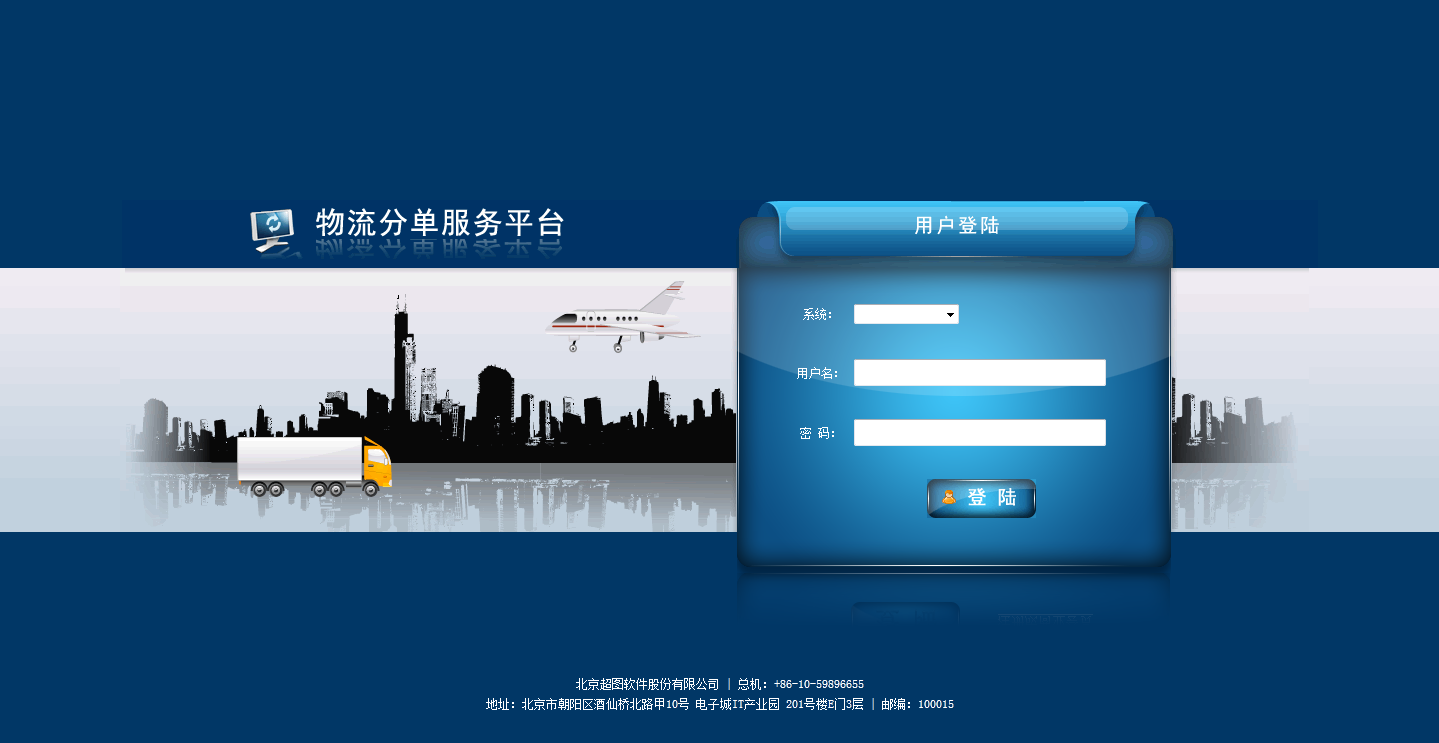 物流分单服务平台
用户登陆
系统：
用户名：
密 码：
登 陆
北京超图软件股份有限公司 | 总机：+86-10-59896655
地址：北京市朝阳区酒仙桥北路甲10号 电子城IT产业园 201号楼E门3层 | 邮编：100015